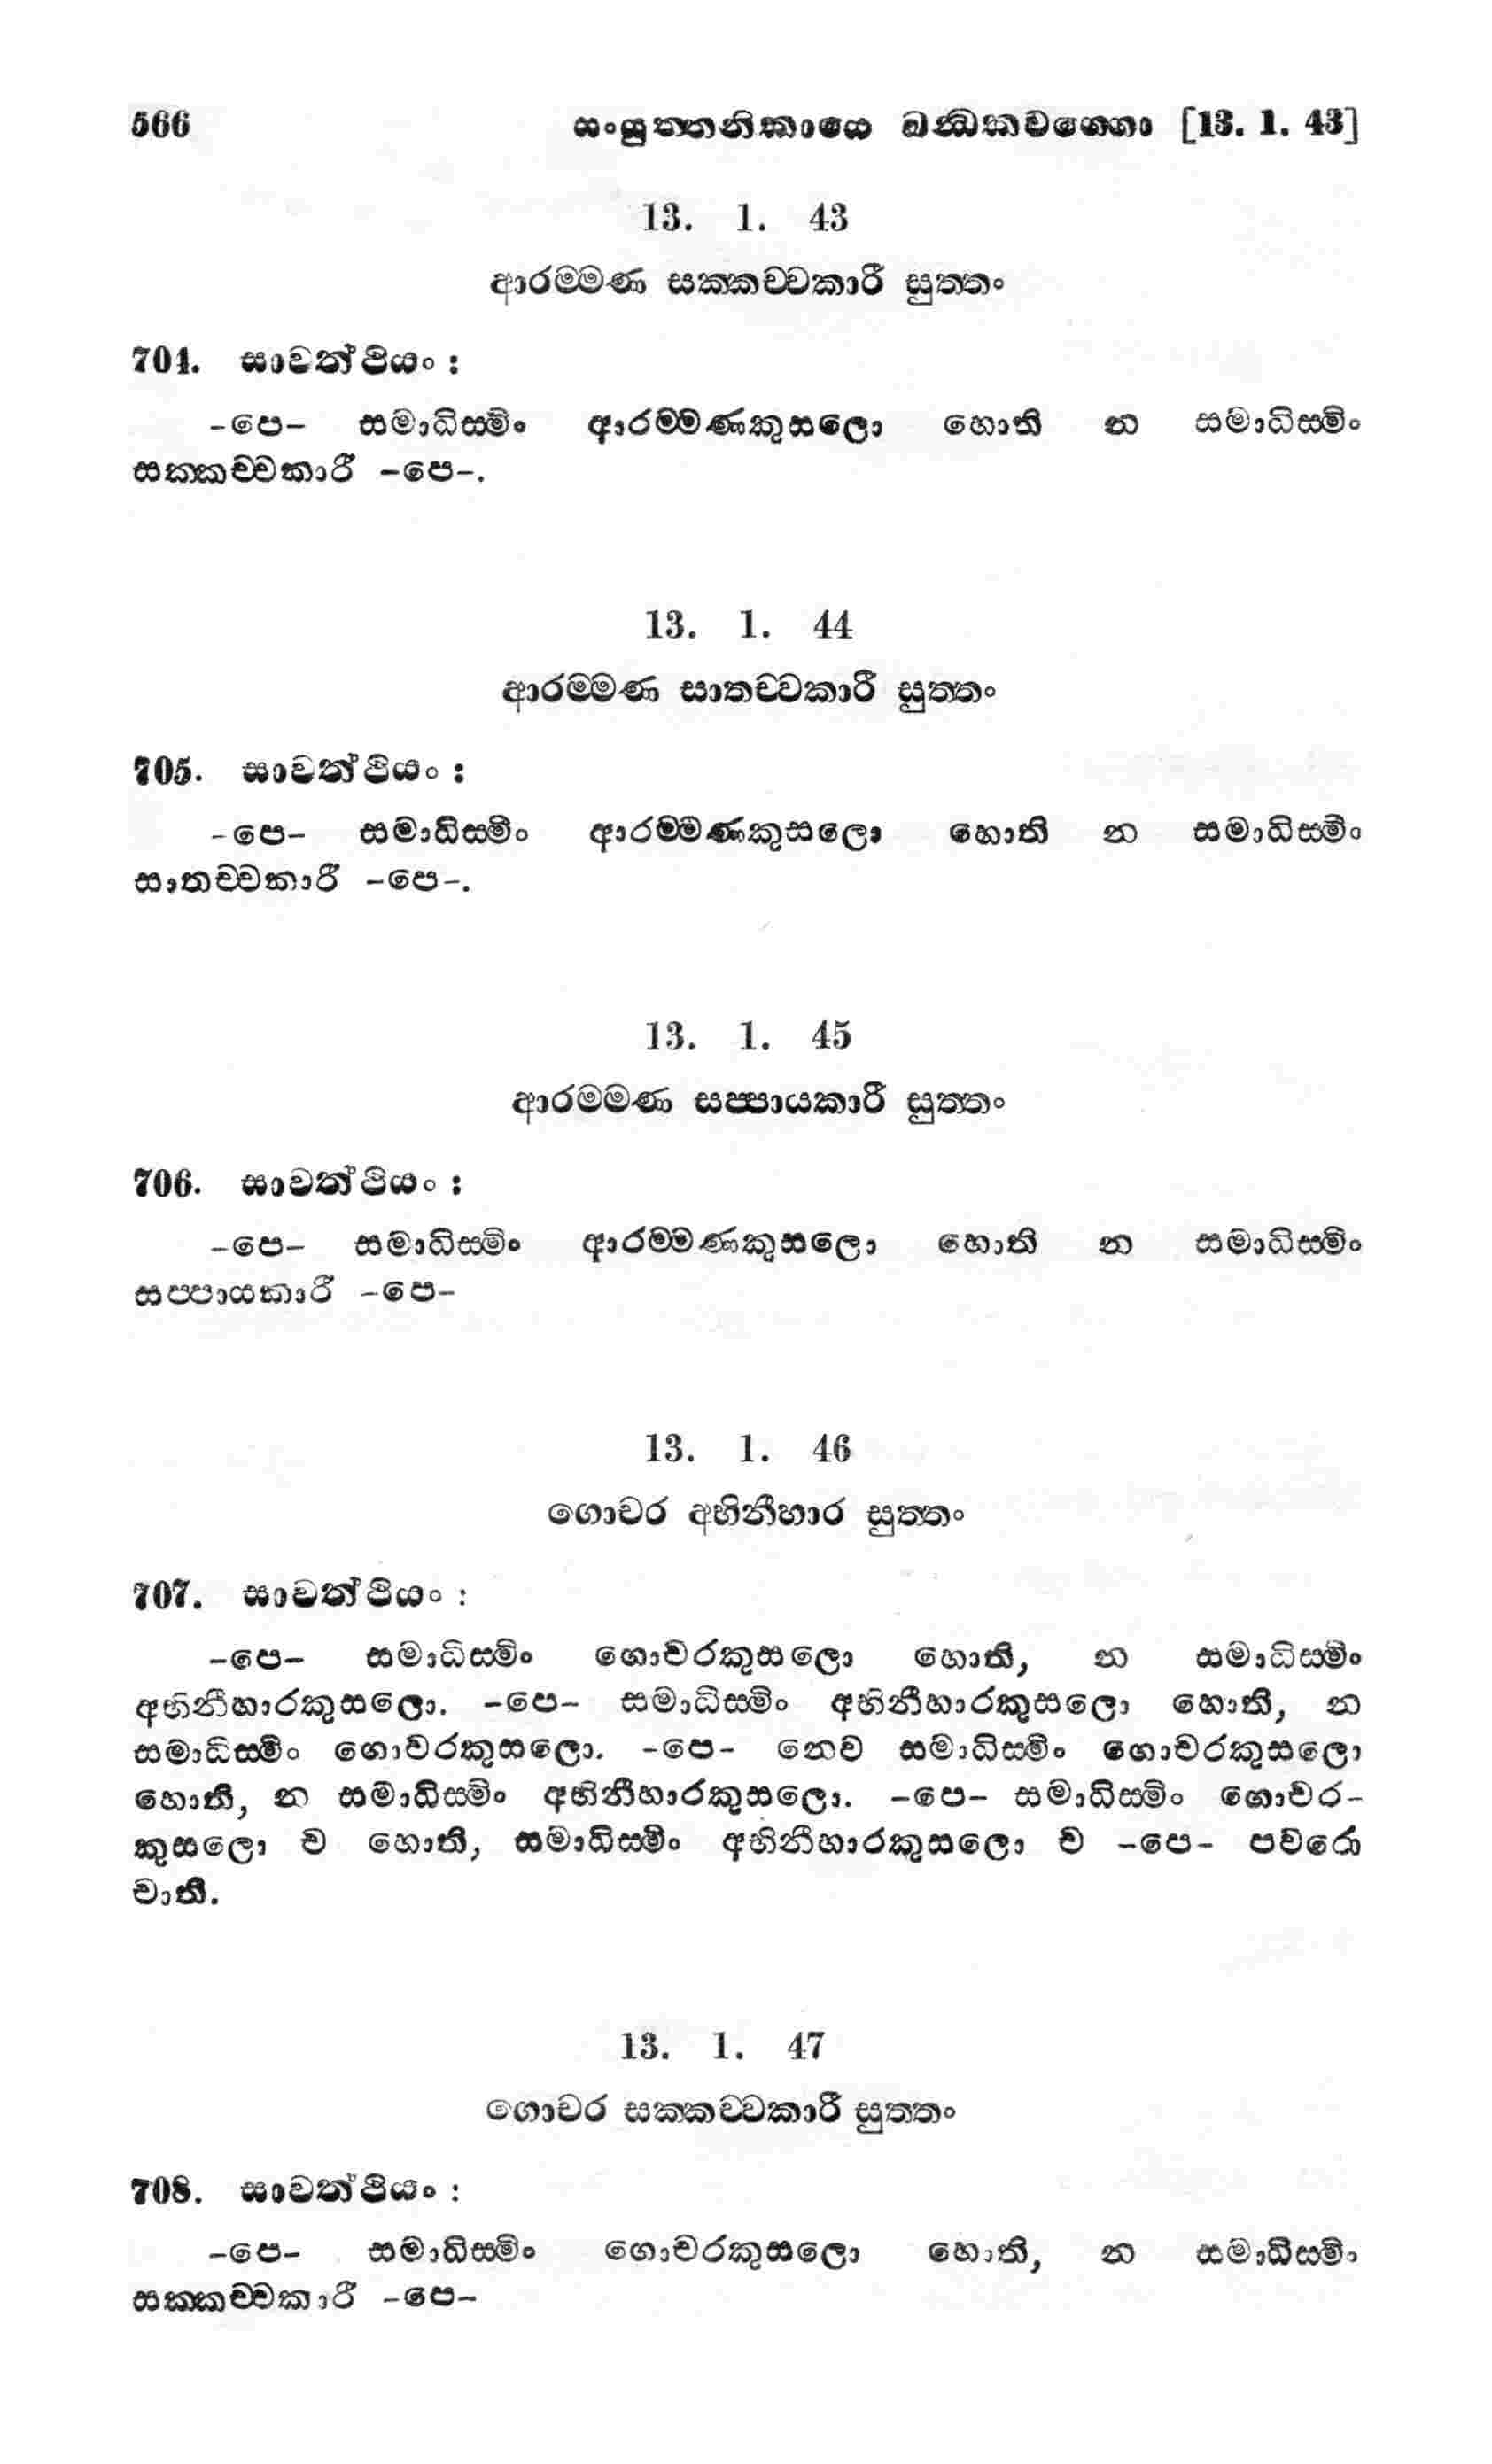 566 සංයුත්තනිකායෙ ඛන්ධකවග්ගො [13. 1. 43]
13. 1. 43
ආරම්මණ සක්කච්චකාරී සුත්තං
704. සාවත්ථියං :
-පෙ- සමාධිස්මිං ආරම්මණකුසලො හොති න සමාධිස්මිං
සක්කච්චකාරී -පෙ-.
13. 1. 44
ආරම්මණ සාතච්චකාරී සුත්තං
705. සාවත්ථියං :
-පෙ- සමාධිස්මිං ආරම්මණකුසලො හොති න සමාධිස්මිං
සාතච්චකාරී -පෙ-.
13. 1. 45
ආරම්මණ සප්පායකාරී සුත්තං
706. සාවත්ථියං :
-පෙ- සමාධිස්මිං ආරම්මණකුසලො හොති න සමාධිස්මිං
සප්පායකාරී -පෙ-
13. 1. 46
ගොචර අභිනීහාර සුත්තං
707. සාවත්ථියං :
-පෙ- සමාධිස්මිං ගොචරකුසලො හොති, න සමාධිස්මිං
අභිනීහාරකුසලො. -පෙ- සමාධිස්මිං අභිනීහාරකුසලො හොති, න
සමාධිස්මිං ගොචරකුසලො. -පෙ- නෙව සමාධිස්මිං ගොචරකුසලො
හොති, න සමාධිස්මිං අභිනීහාරකුසලො. -පෙ- සමාධිස්මිං ගොචර-
කුසලො ච හොති, සමාධිස්මිං අභිනීහාරකුසලො ච -පෙ- පවරො
චාති.
13. 1. 47
ගොචර සක්කච්චකාරී සුත්තං
708. සාවත්ථියං :
-පෙ- සමාධිස්මිං ගොචරකුසලො හොති, න සමාධිස්මිං
සක්කච්චකාරී -පෙ-